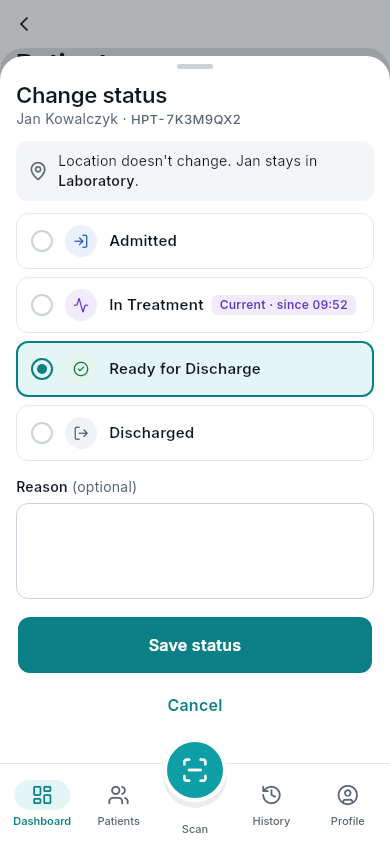 Change status
Jan Kowalczyk · HPT-7K3M9QX2
Location doesn't change. Jan stays in
Laboratory.
Admitted
In Treatment Current · since 09:52
Ready for Discharge
Discharged
Reason (optional)
Save status
Cancel
Dashboard
Patients
Scan
History
Profile